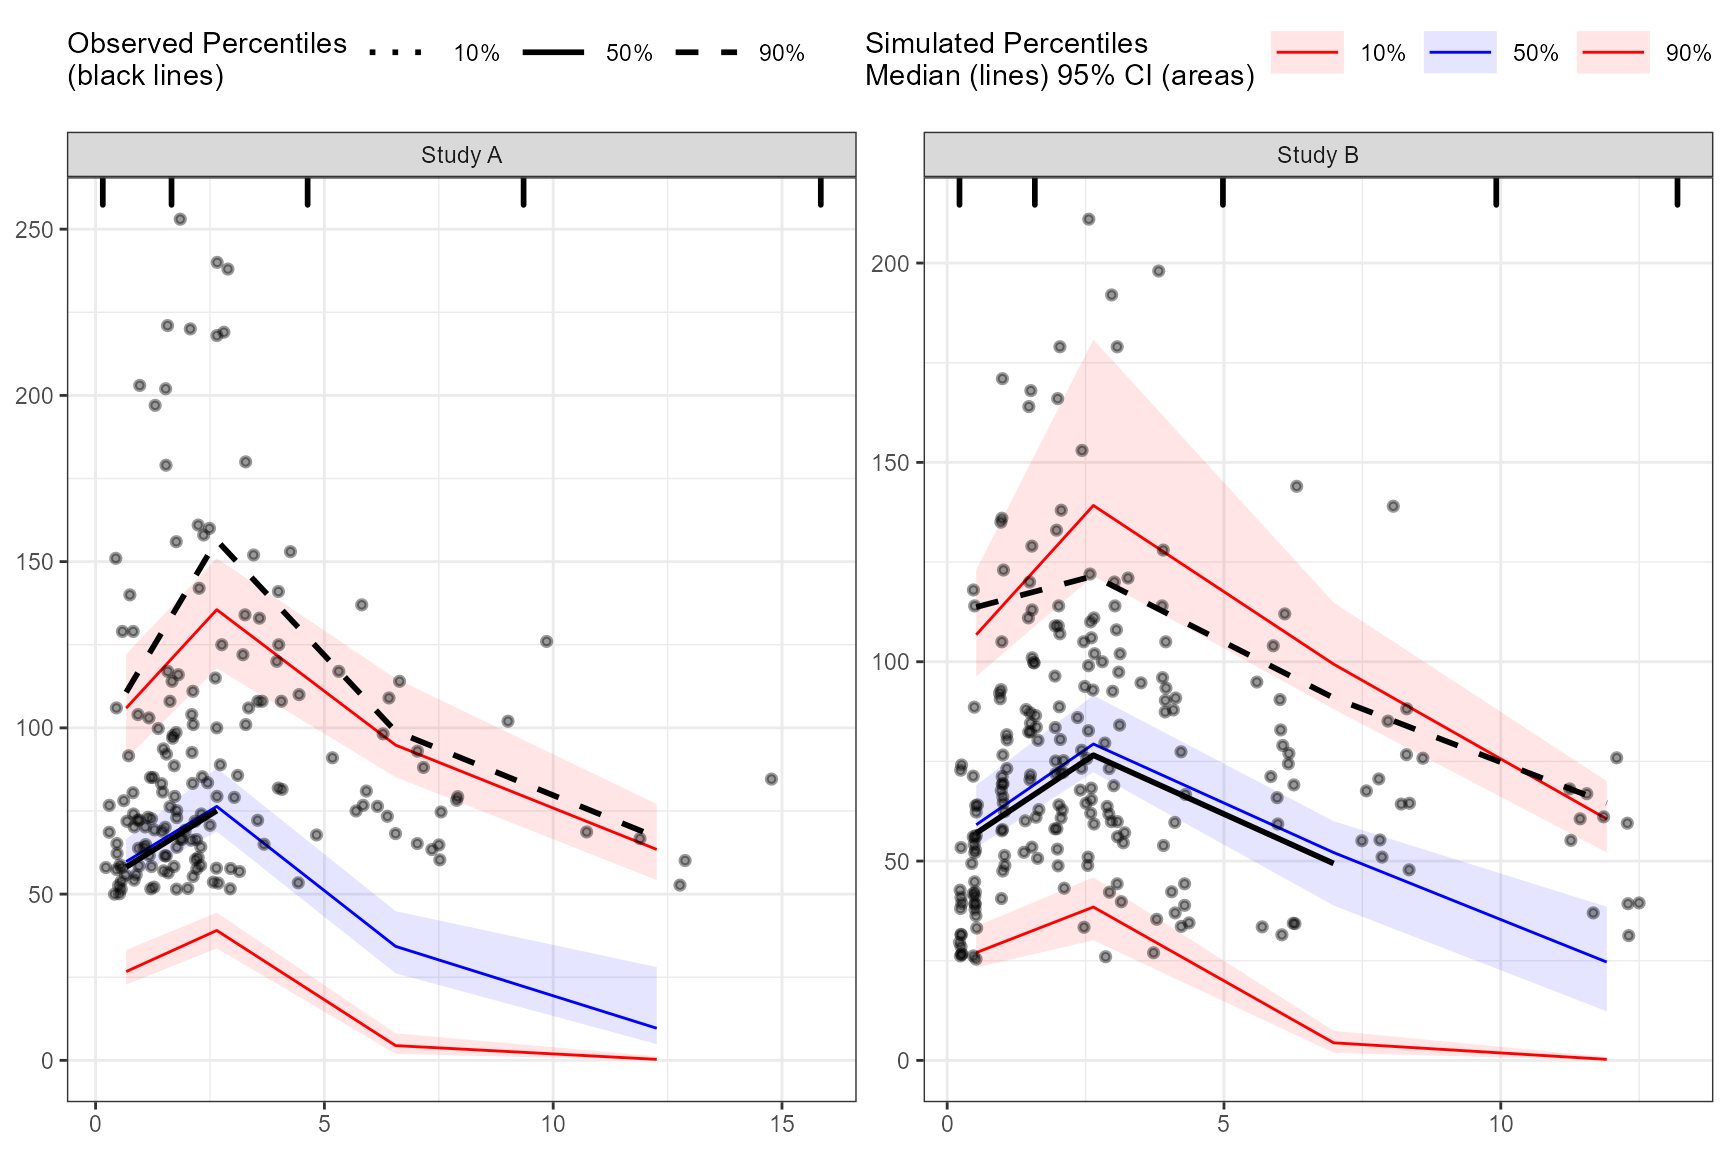 Observed Percentiles
(black lines)
10% 50% 90%
Simulated Percentiles
Median (lines) 95% CI (areas)
10% 50% 90%
Study A
250
200
150
100
50
0
0 5 10 15
Study B
200
150
100
50
0
0 5 10